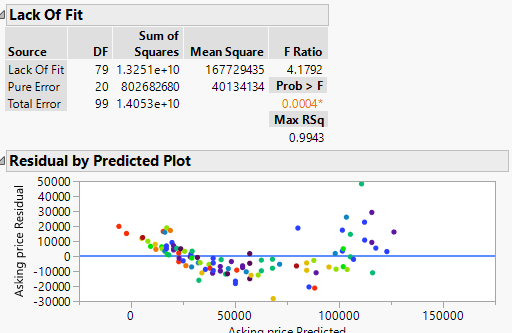 Lack Of Fit
Sum of
Source DF Squares Mean Square F Ratio
Lack Of Fit 79 1.3251e+10 167729435 4.1792
Pure Error 20 802682680 40134134 Prob > F
Total Error 99 1.4053e+10 0.0004*
Max RSq
0.9943
Residual by Predicted Plot
Asking price Residual
50000
40000
30000
20000
10000
0
-10000
-20000
-30000
0 50000 100000 150000
Asking price Predicted